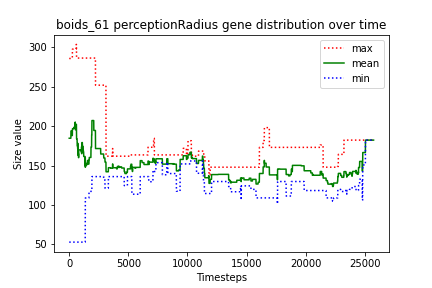 boids_61 perceptionRadius gene distribution over time
max
mean
min
Size value
300
250
200
150
100
50
0
5000
10000
15000
20000
25000
Timesteps